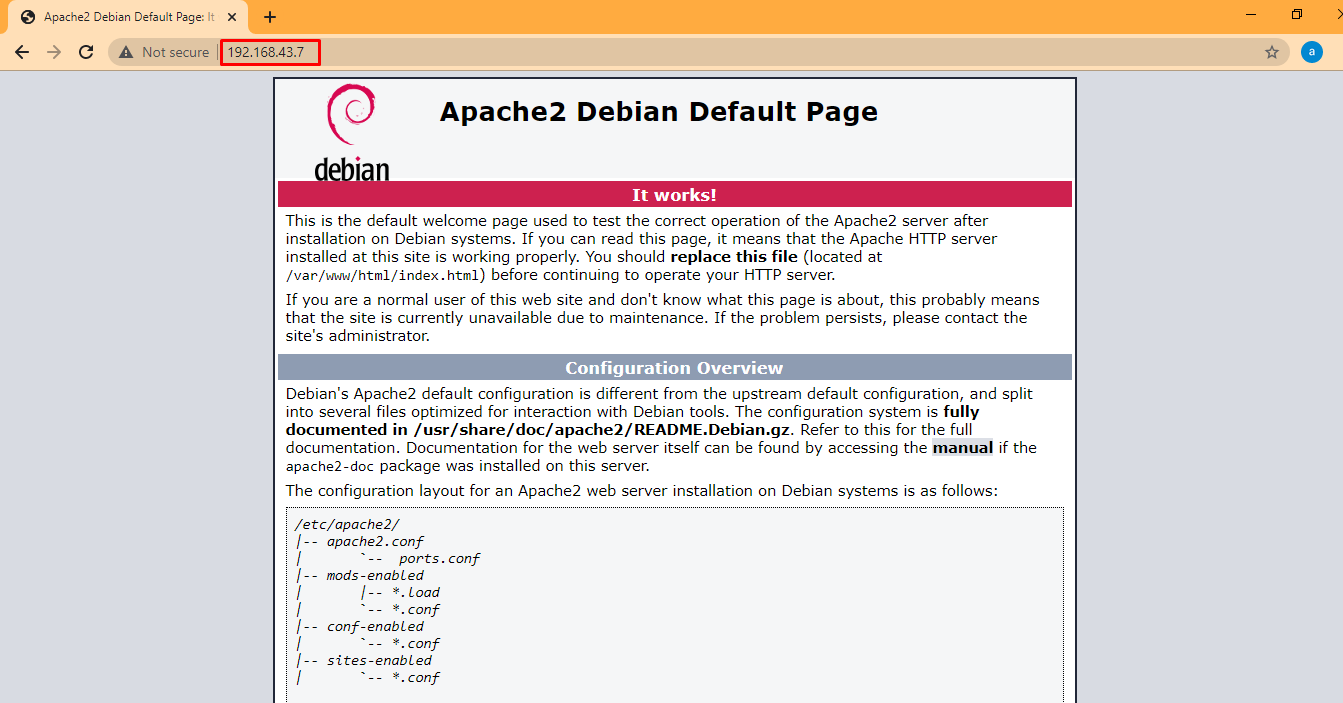 Apache2 Debian Default Page: It
Not secure | 192.168.43.7
a
debian
Apache2 Debian Default Page
It works!
This is the default welcome page used to test the correct operation of the Apache2 server after
installation on Debian systems. If you can read this page, it means that the Apache HTTP server
installed at this site is working properly. You should replace this file (located at
/var/www/html/index.html) before continuing to operate your HTTP server.
If you are a normal user of this web site and don't know what this page is about, this probably means
that the site is currently unavailable due to maintenance. If the problem persists, please contact the
site's administrator.
Configuration Overview
Debian's Apache2 default configuration is different from the upstream default configuration, and split
into several files optimized for interaction with Debian tools. The configuration system is fully
documented in /usr/share/doc/apache2/README.Debian.gz. Refer to this for the full
documentation. Documentation for the web server itself can be found by accessing the manual if the
apache2-doc package was installed on this server.
The configuration layout for an Apache2 web server installation on Debian systems is as follows:
/etc/apache2/
|-- apache2.conf
|       `--  ports.conf
|-- mods-enabled
|       |-- *.load
|       `-- *.conf
|-- conf-enabled
|       `-- *.conf
|-- sites-enabled
|       `-- *.conf